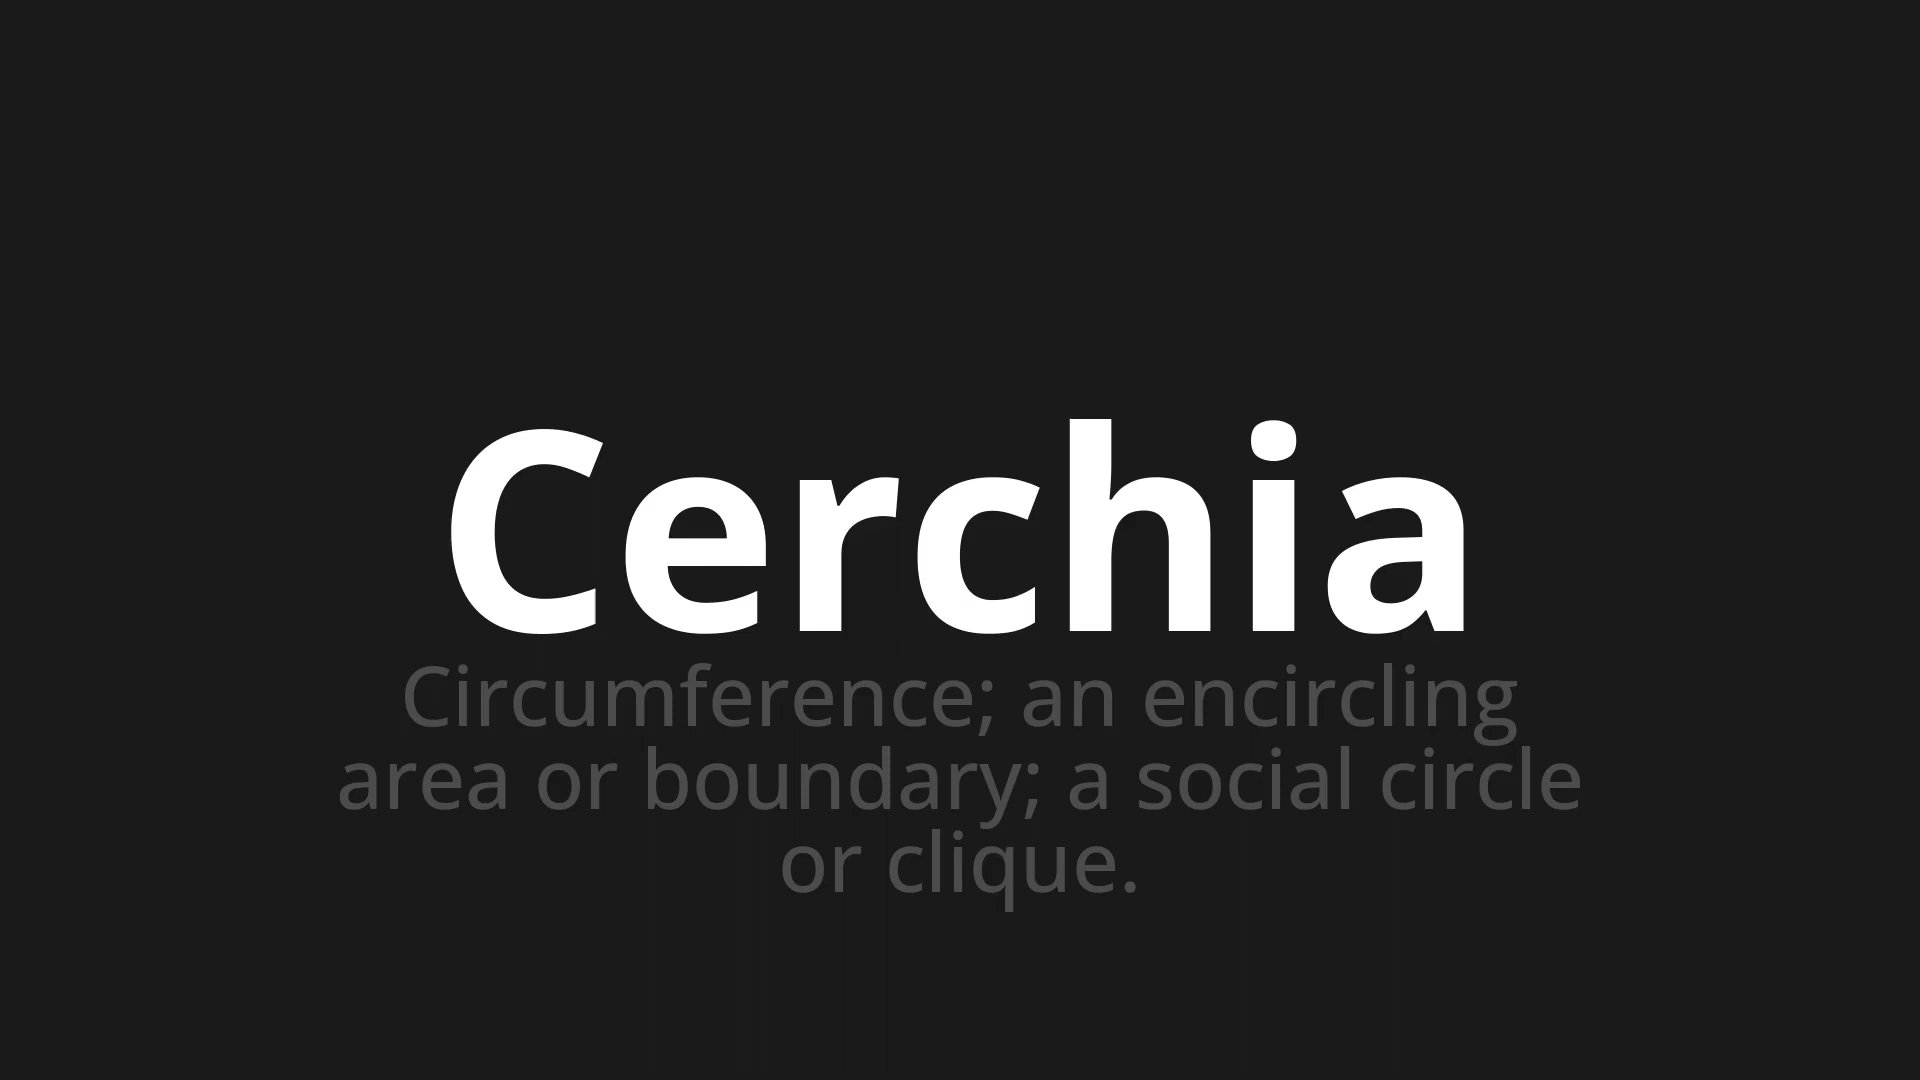 Cerchia
Circumference; an encircling
area or boundary; a social circle
or clique.